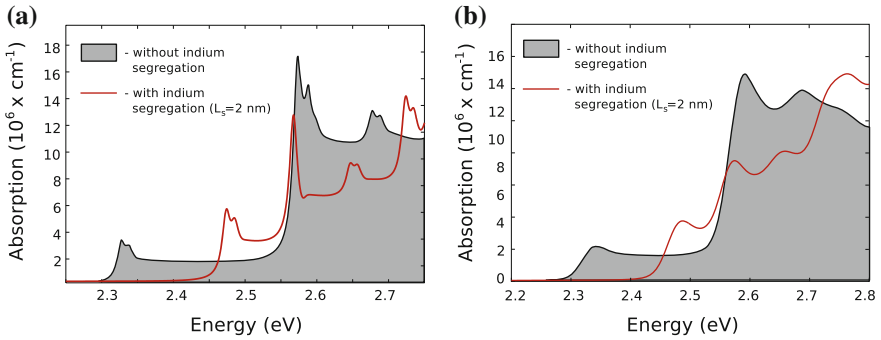 (a)
Absorption (10⁶ x cm⁻¹)
18
16
14
12
10
8
6
4
2
- without indium
segregation
- with indium
segregation (Lₛ=2 nm)
2.3 2.4 2.5 2.6 2.7
Energy (eV)
(b)
Absorption (10⁶ x cm⁻¹)
16
14
12
10
8
6
4
2
0
- without indium
segregation
- with indium
segregation (Lₛ=2 nm)
2.2 2.3 2.4 2.5 2.6 2.7 2.8
Energy (eV)